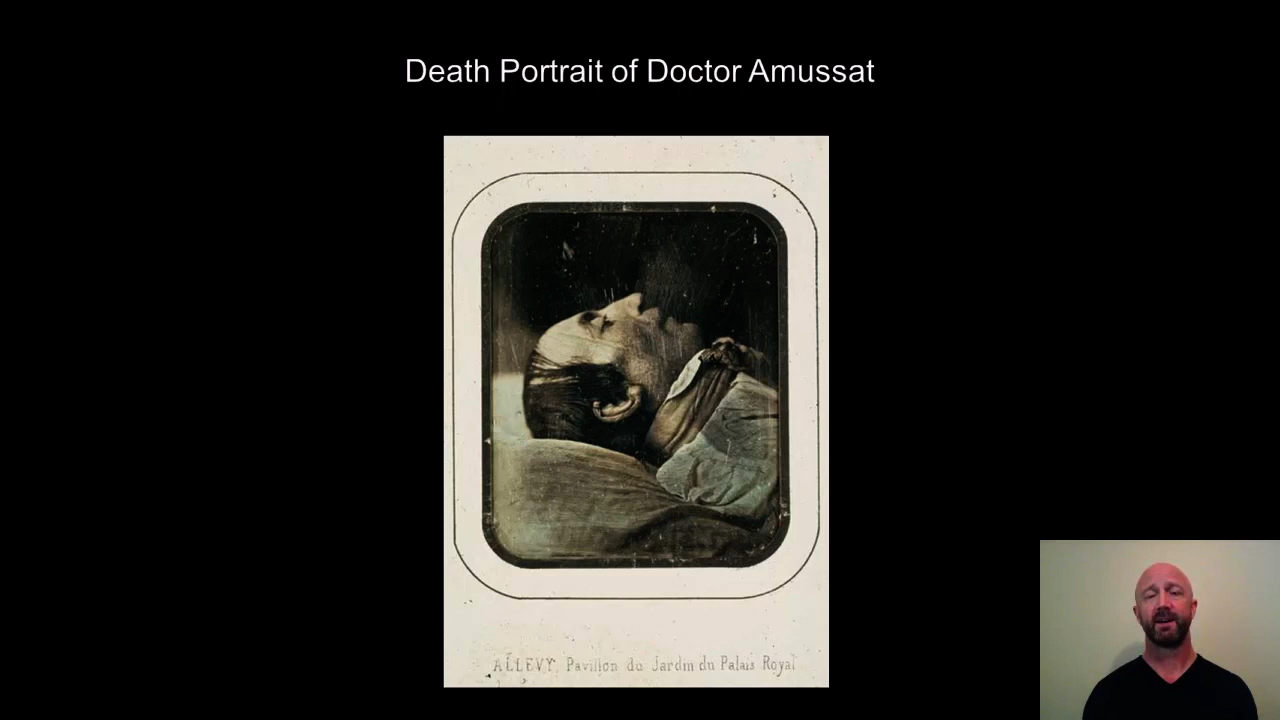 Death Portrait of Doctor Amussat
ALLEVY, Pavillon du Jardin du Palais Royal